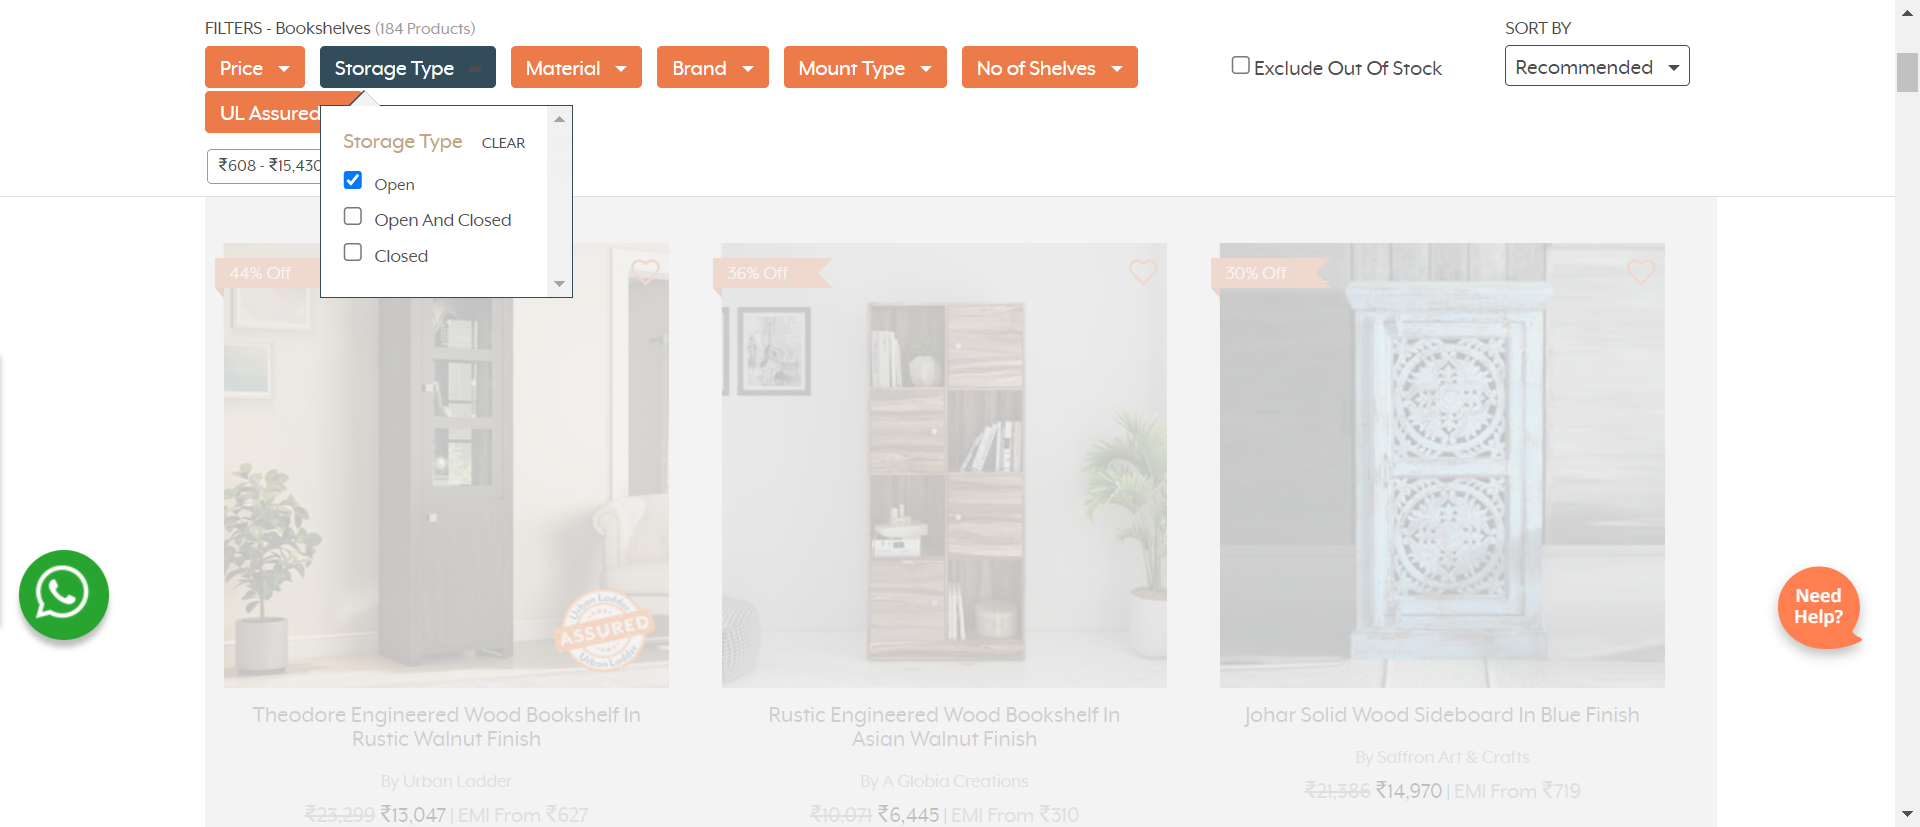 FILTERS - Bookshelves (184 Products)
SORT BY
Price
Storage Type
Material
Brand
Mount Type
No of Shelves
Exclude Out Of Stock
Recommended
UL Assured
Storage Type CLEAR
₹608 - ₹15,430
Open
Open And Closed
Closed
44% Off
36% Off
30% Off
Urban Ladder
ASSURED
Urban Ladder
Need
Help?
Theodore Engineered Wood Bookshelf In
Rustic Walnut Finish
By Urban Ladder
₹23,299 ₹13,047 | EMI From ₹627
Rustic Engineered Wood Bookshelf In
Asian Walnut Finish
By A Globia Creations
₹10,071 ₹6,445 | EMI From ₹310
Johar Solid Wood Sideboard In Blue Finish
By Saffron Art & Crafts
₹21,386 ₹14,970 | EMI From ₹719